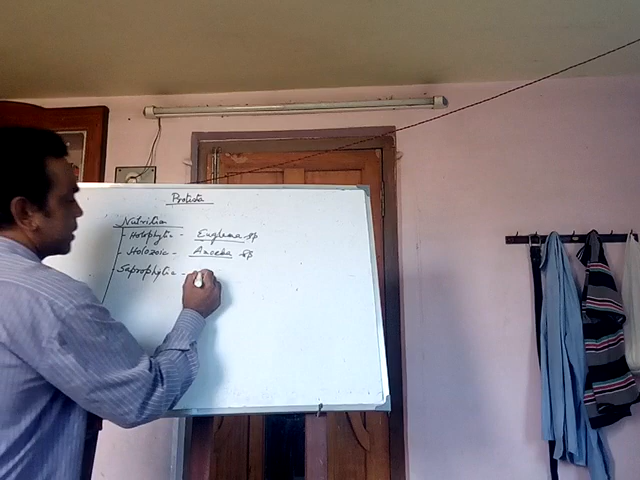 Protista
Nutrition
- Holophytic - Euglena sp
- Holozoic - Amoeba sp
- Saprophytic -